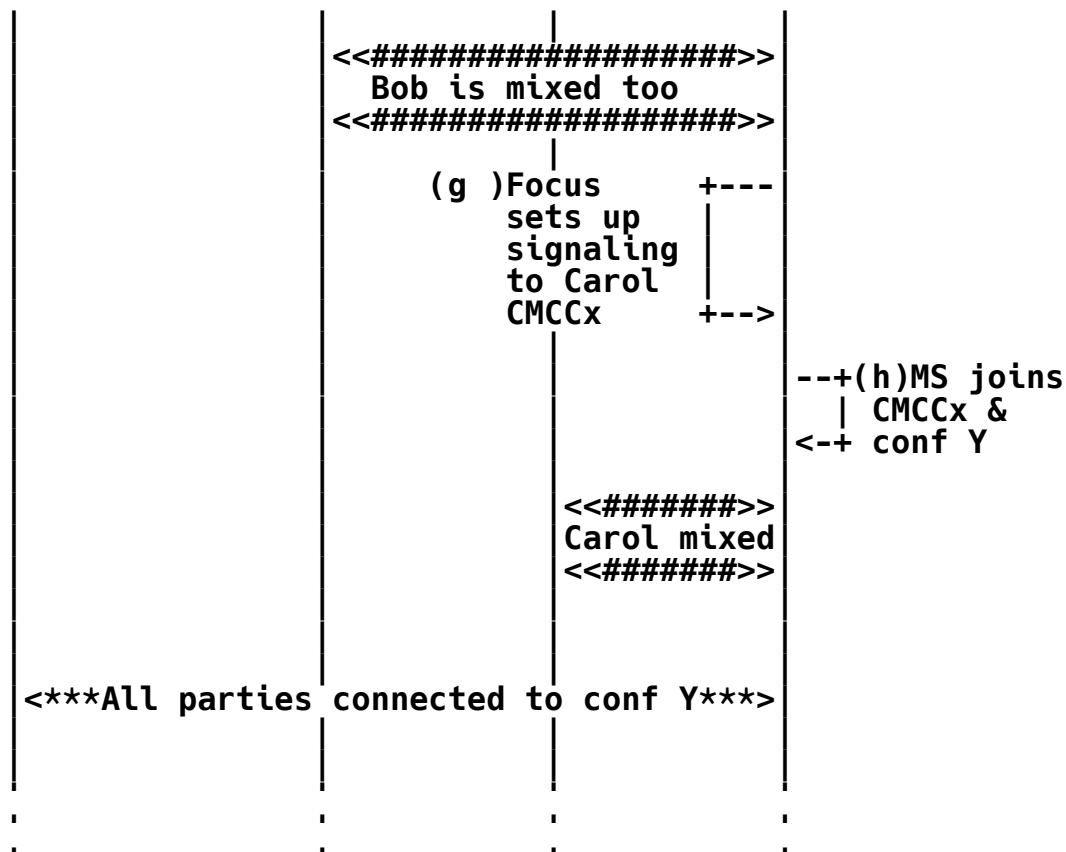 <<###################>>
Bob is mixed too
<<###################>>
(g )Focus +---
sets up |
signaling |
to Carol |
CMCCx +-->
--+(h)MS joins
| CMCCx &
<-+ conf Y
<<#######>>
Carol mixed
<<#######>>
<***All parties connected to conf Y***>